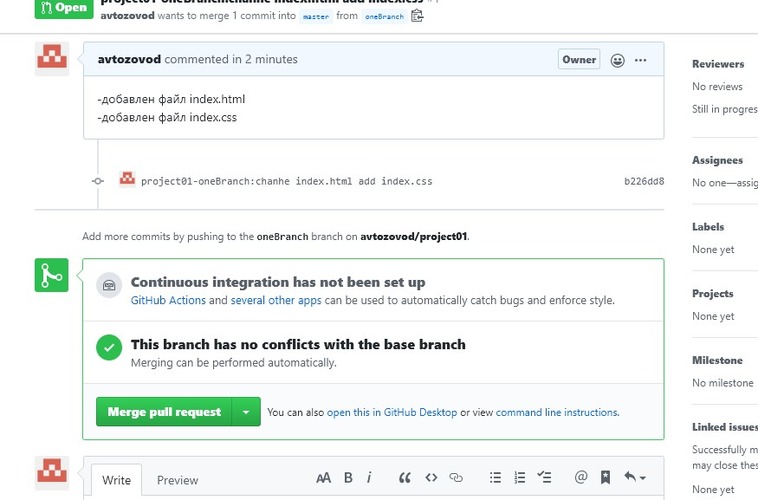 Open
project01-oneBranch:chanhe index.html add index.css #1
avtozovod wants to merge 1 commit into master from oneBranch
avtozovod commented in 2 minutes
Owner
-добавлен файл index.html
-добавлен файл index.css
project01-oneBranch:chanhe index.html add index.css
b226dd8
Add more commits by pushing to the oneBranch branch on avtozovod/project01.
Continuous integration has not been set up
GitHub Actions and several other apps can be used to automatically catch bugs and enforce style.
This branch has no conflicts with the base branch
Merging can be performed automatically.
Merge pull request
You can also open this in GitHub Desktop or view command line instructions.
Write
Preview
AA B i
Reviewers
No reviews
Still in progres
Assignees
No one—assig
Labels
None yet
Projects
None yet
Milestone
No milestone
Linked issues
Successfully m
may close thes
None yet